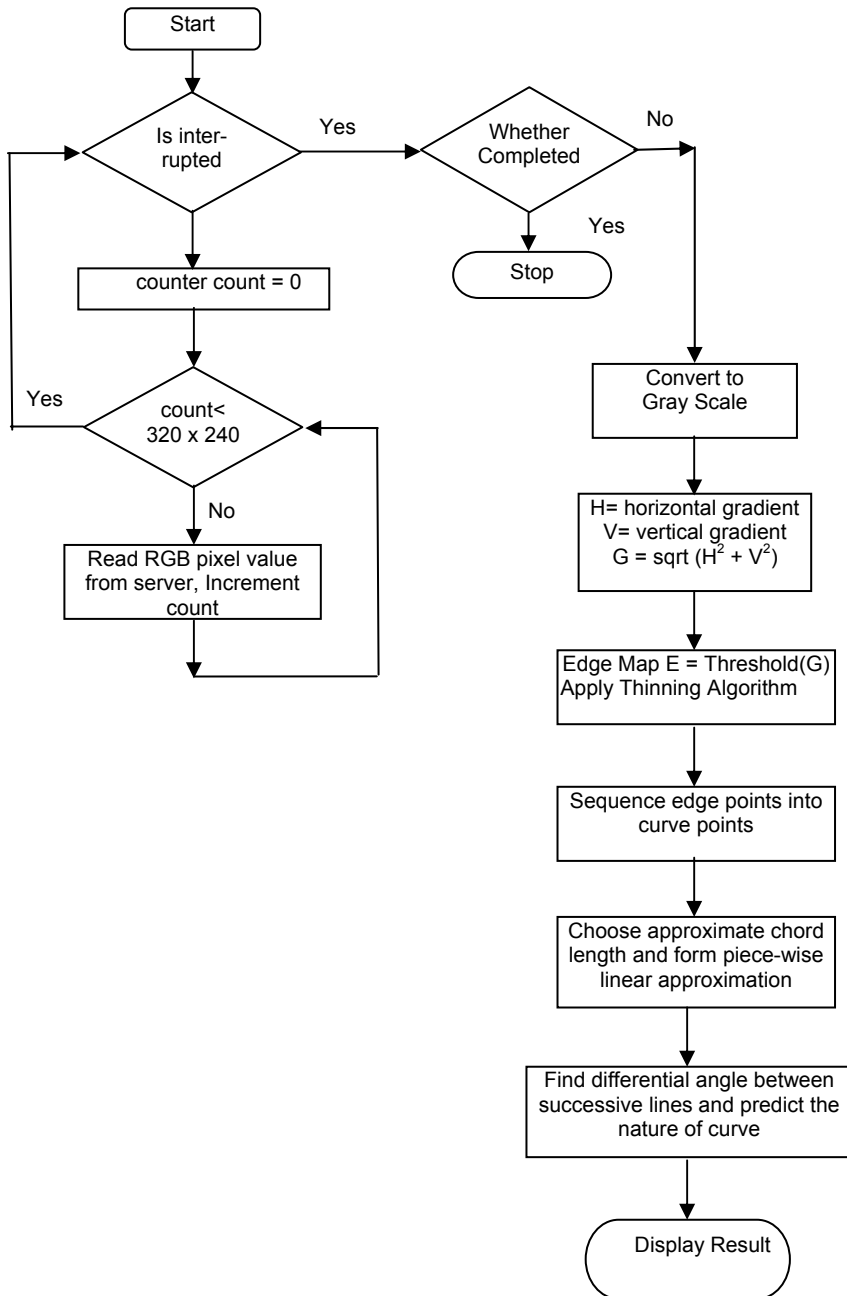 Start
Is inter-
rupted
Yes
Whether
Completed
No
Yes
Stop
counter count = 0
Yes
count<
320 x 240
No
Read RGB pixel value
from server, Increment
count
Convert to
Gray Scale
H= horizontal gradient
V= vertical gradient
G = sqrt (H² + V²)
Edge Map E = Threshold(G)
Apply Thinning Algorithm
Sequence edge points into
curve points
Choose approximate chord
length and form piece-wise
linear approximation
Find differential angle between
successive lines and predict the
nature of curve
Display Result